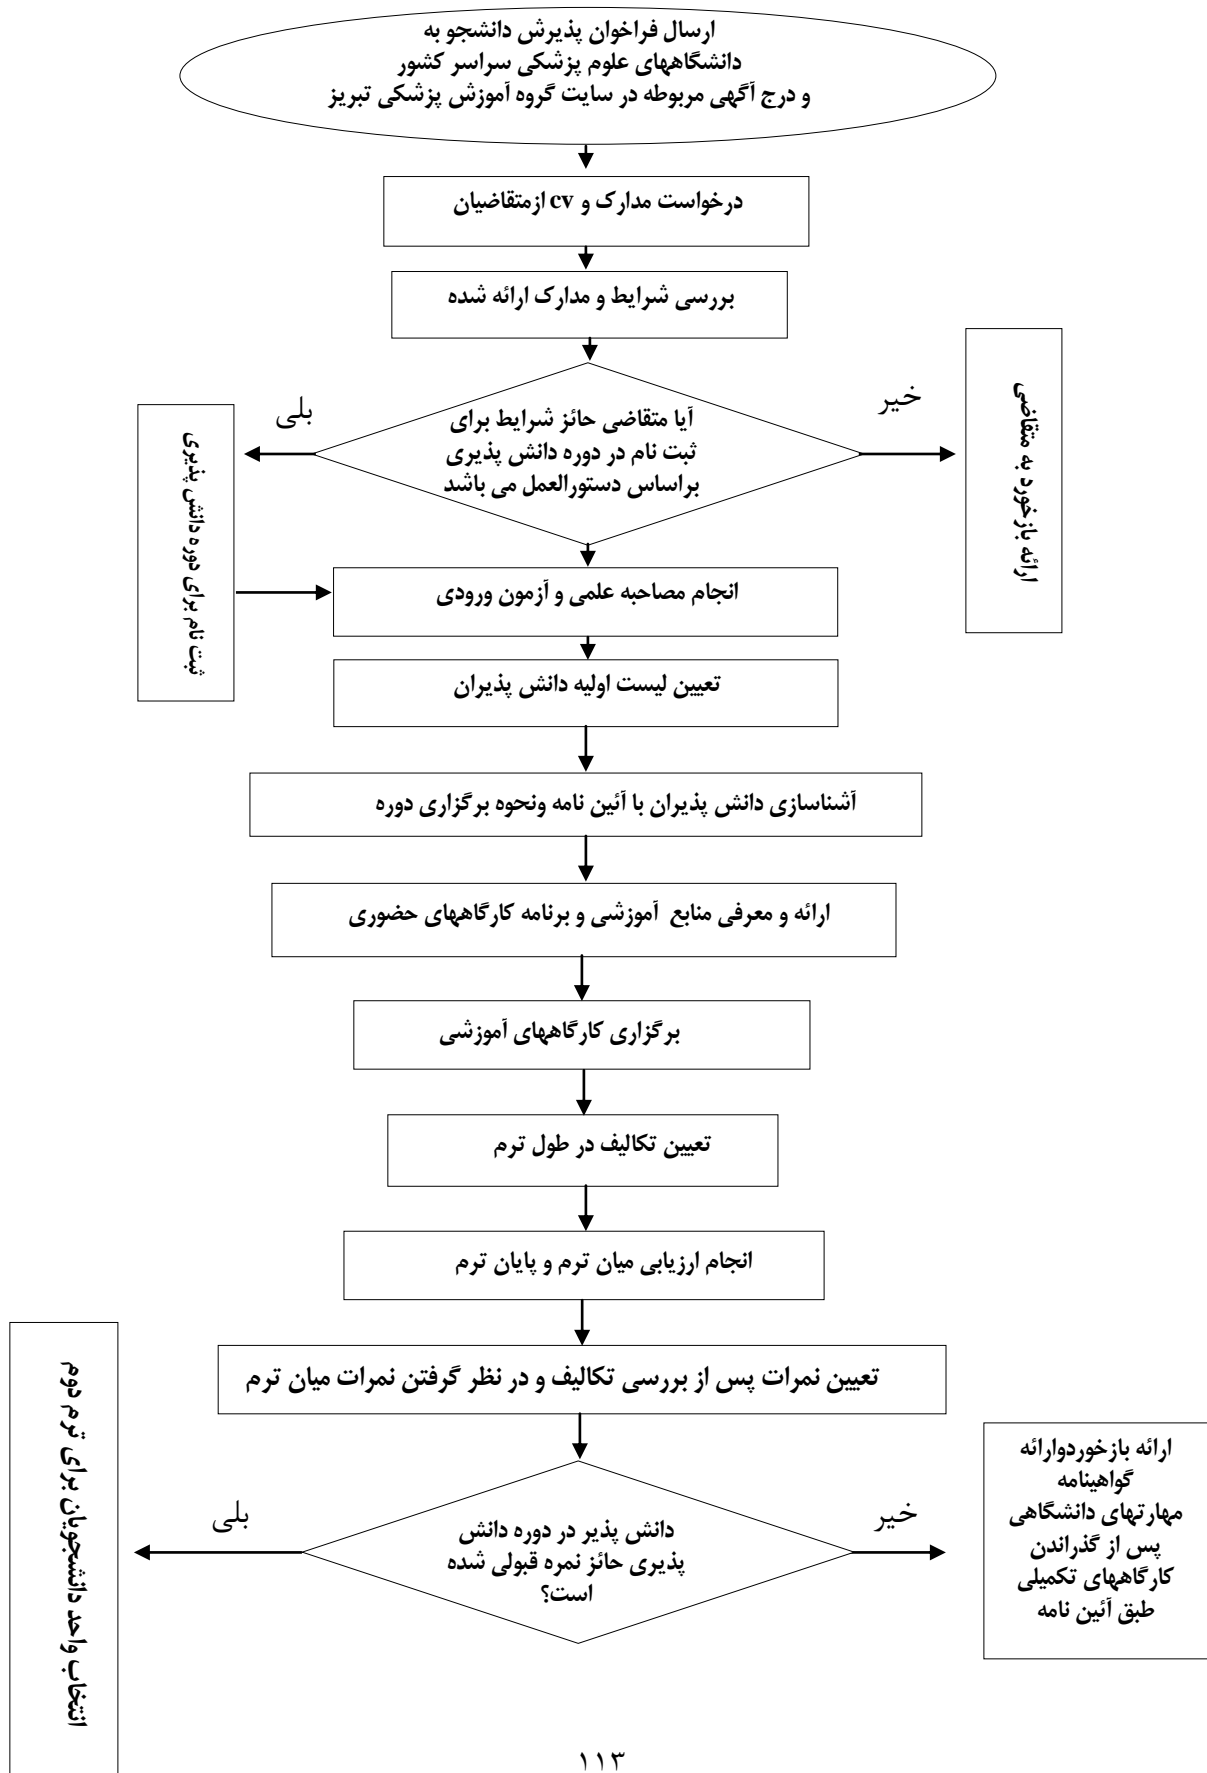 ارسال فراخوان پذیرش دانشجو به
دانشگاههای علوم پزشکی سراسر کشور
و درج آگهی مربوطه در سایت گروه آموزش پزشکی تبریز
درخواست مدارک و cv ازمتقاضیان
بررسی شرایط و مدارک ارائه شده
خیر
بلی
آیا متقاضی حائز شرایط برای
ثبت نام در دوره دانش پذیری
براساس دستورالعمل می باشد
ارائه بازخورد به متقاضی
ثبت نام برای دوره دانش پذیری
انجام مصاحبه علمی و آزمون ورودی
تعیین لیست اولیه دانش پذیران
آشناسازی دانش پذیران با آئین نامه ونحوه برگزاری دوره
ارائه و معرفی منابع آموزشی و برنامه کارگاههای حضوری
برگزاری کارگاههای آموزشی
تعیین تکالیف در طول ترم
انجام ارزیابی میان ترم و پایان ترم
تعیین نمرات پس از بررسی تکالیف و در نظر گرفتن نمرات میان ترم
خیر
بلی
دانش پذیر در دوره دانش
پذیری حائز نمره قبولی شده
است؟
ارائه بازخوردوارائه
گواهینامه
مهارتهای دانشگاهی
پس از گذراندن
کارگاههای تکمیلی
طبق آئین نامه
انتخاب واحد دانشجویان برای ترم دوم
۱۱۳